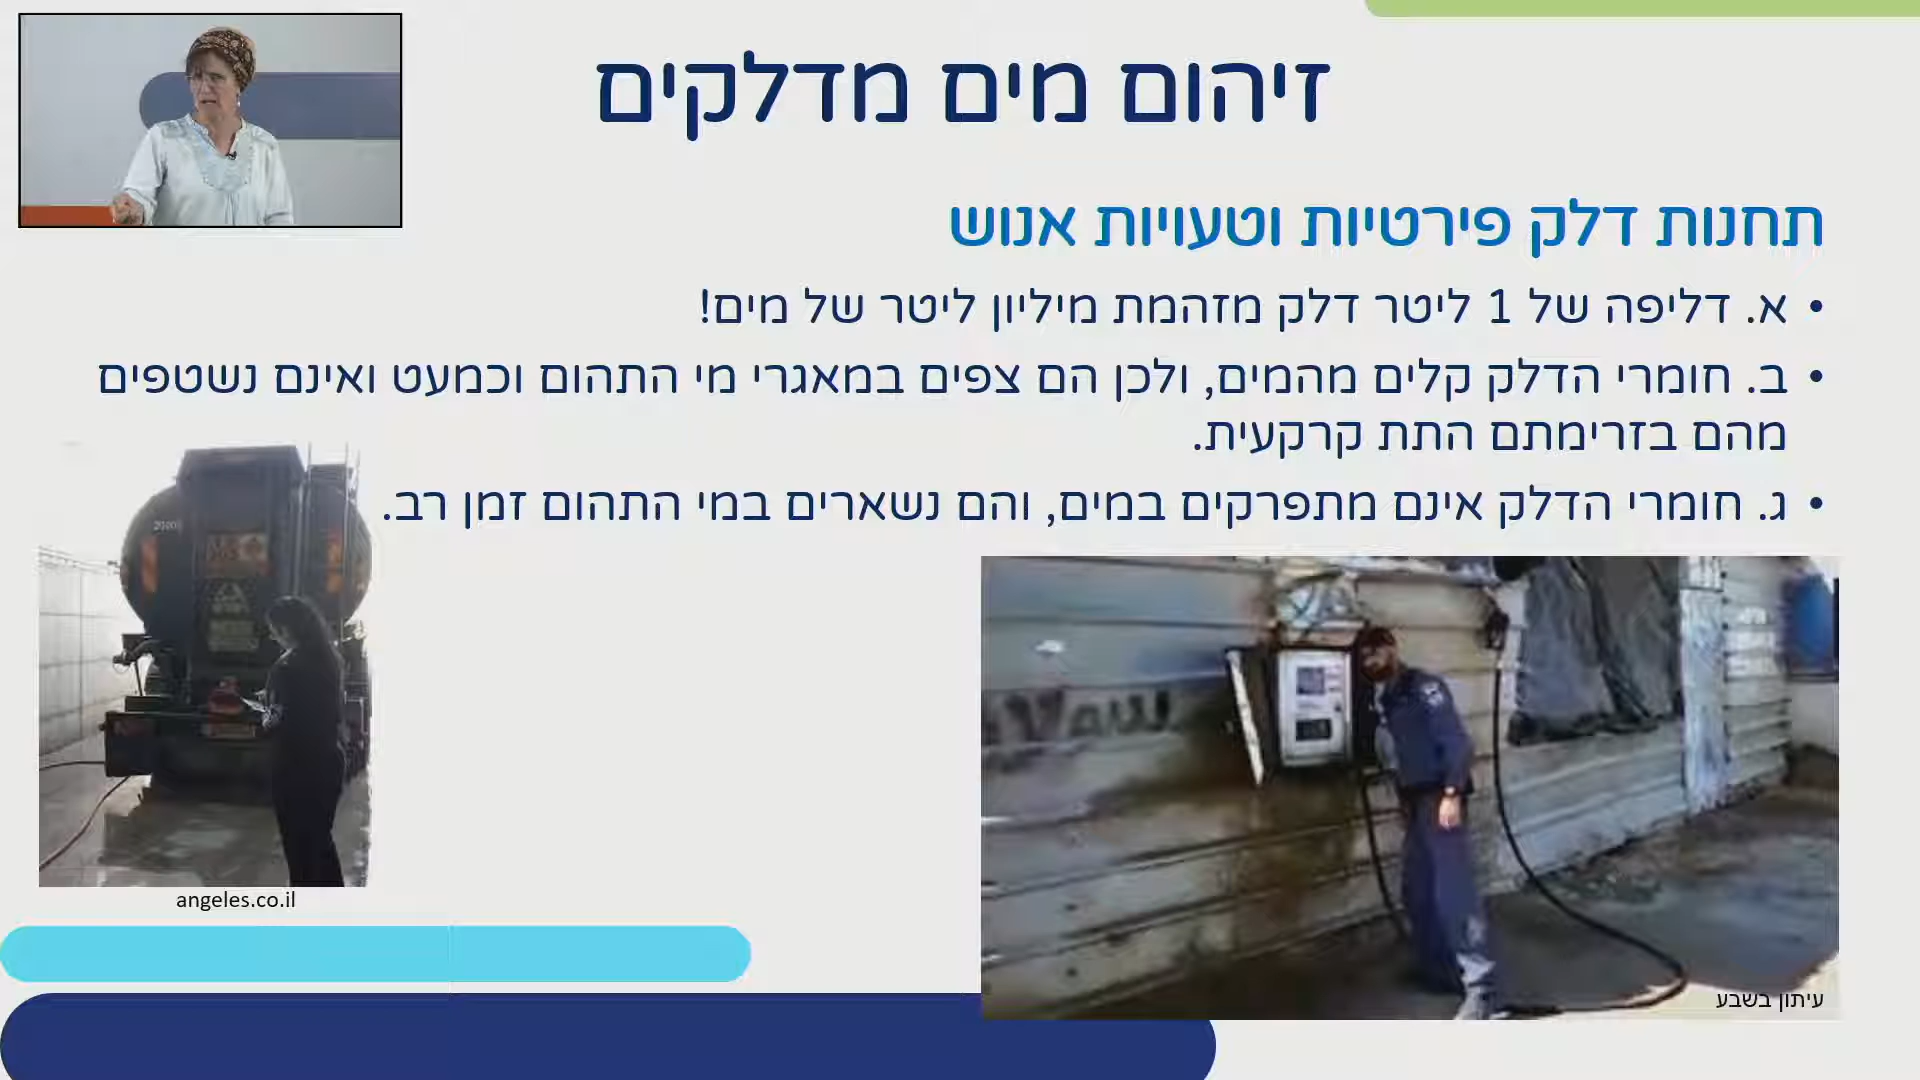 זיהום מים מדלקים
תחנות דלק פירטיות וטעויות אנוש
• א. דליפה של 1 ליטר דלק מזהמת מיליון ליטר של מים!
• ב. חומרי הדלק קלים מהמים, ולכן הם צפים במאגרי מי התהום וכמעט ואינם נשטפים
מהם בזרימתם התת קרקעית.
• ג. חומרי הדלק אינם מתפרקים במים, והם נשארים במי התהום זמן רב.
angeles.co.il
עיתון בשבע